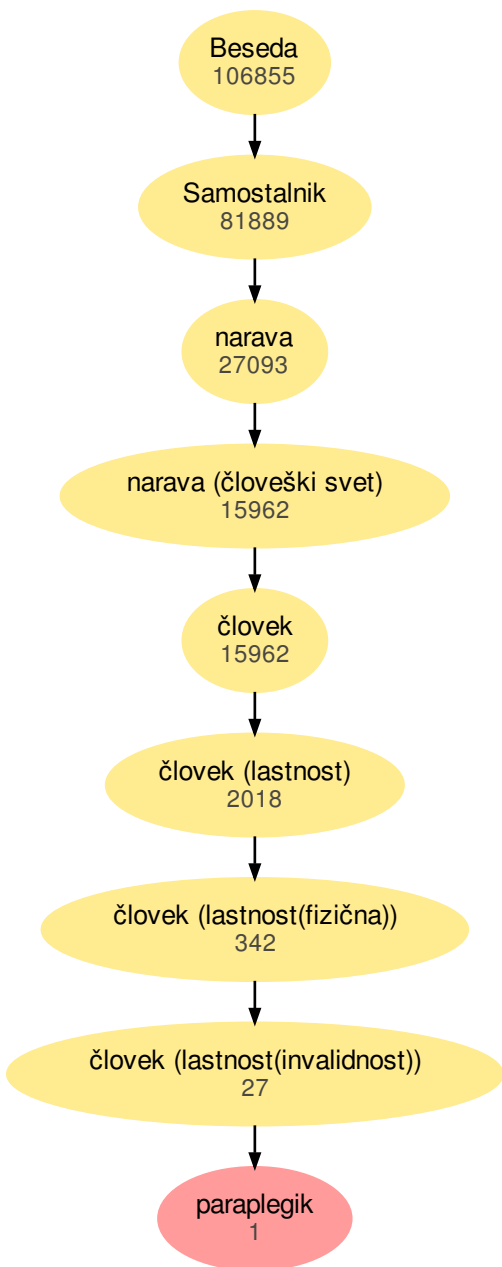 Beseda
106855
Samostalnik
81889
narava
27093
narava (človeški svet)
15962
človek
15962
človek (lastnost)
2018
človek (lastnost(fizična))
342
človek (lastnost(invalidnost))
27
paraplegik
1